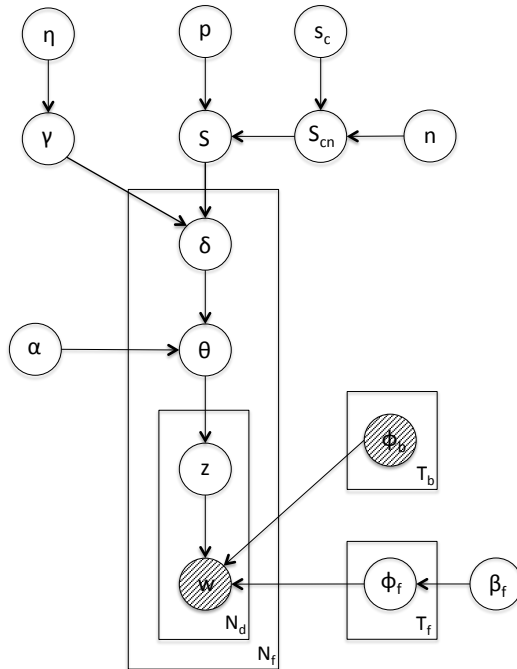 η p s_c
γ S S_cn n
δ
α θ
ϕ_b
z T_b
w ϕ_f β_f
N_d T_f
N_f